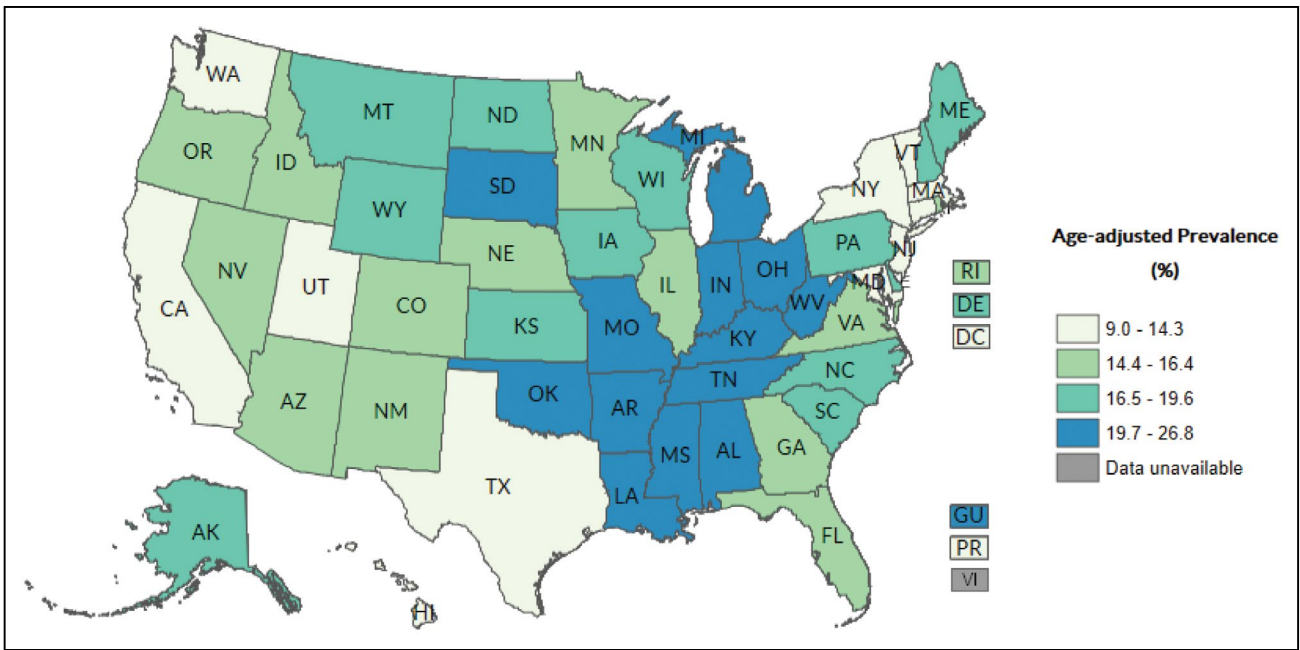 WA
MT
ND
MN
ME
OR
ID
SD
WI
MI
VT
NY
MA
WY
IA
PA
NJ
NE
NV
UT
CO
IL
IN
OH
MD
E
CA
KS
MO
WV
VA
KY
AZ
NM
OK
AR
TN
NC
SC
TX
LA
MS
AL
GA
FL
AK
HI
RI
DE
DC
GU
PR
VI
Age-adjusted Prevalence
(%)
9.0 - 14.3
14.4 - 16.4
16.5 - 19.6
19.7 - 26.8
Data unavailable